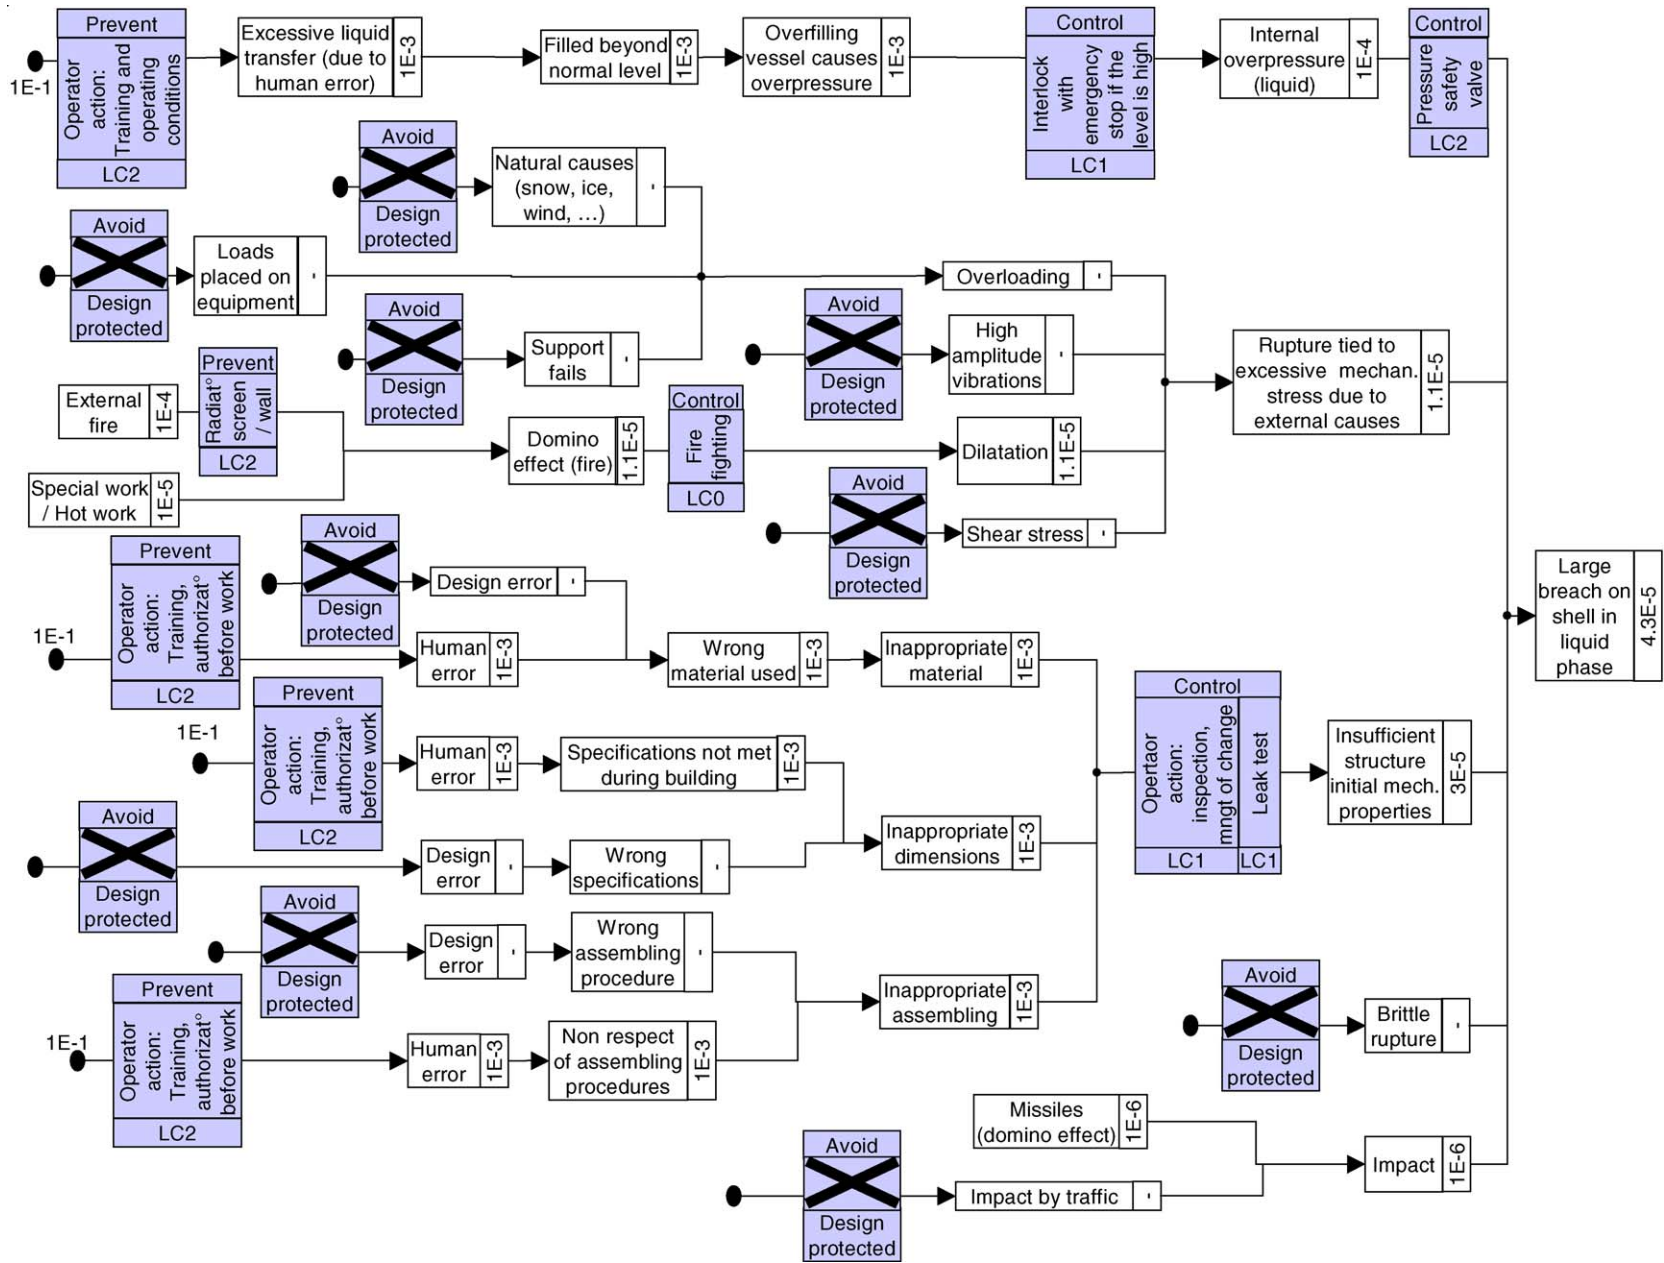 Prevent
1E-1
Operator
action:
Training and
operating
conditions
LC2
Excessive liquid
transfer (due to
human error)
1E-3
Filled beyond
normal level
1E-3
Overfilling
vessel causes
overpressure
1E-3
Control
Interlock
with
emergency
stop if the
level is high
LC1
Internal
overpressure
(liquid)
1E-4
Control
Pressure
safety
valve
LC2
Avoid
Design
protected
Natural causes
(snow, ice,
wind, …)
-
Avoid
Design
protected
Loads
placed on
equipment
-
Overloading
-
Avoid
Design
protected
Support
fails
-
Avoid
Design
protected
High
amplitude
vibrations
-
Rupture tied to
excessive mechan.
stress due to
external causes
1.1E-5
External
fire
1E-4
Prevent
Radiat°
screen
/ wall
LC2
Special work
/ Hot work
1E-5
Domino
effect (fire)
1.1E-5
Control
Fire
fighting
LC0
Dilatation
1.1E-5
Avoid
Design
protected
Shear stress
-
Avoid
Design
protected
Design error
-
1E-1
Prevent
Operator
action:
Training,
authorizat°
before work
LC2
Human
error
1E-3
Wrong
material used
1E-3
Inappropriate
material
1E-3
Large
breach on
shell in
liquid
phase
4.3E-5
1E-1
Prevent
Operator
action:
Training,
authorizat°
before work
LC2
Human
error
1E-3
Specifications not met
during building
1E-3
Control
Opertaor
action:
inspection,
mngt of change
LC1
Leak test
LC1
Insufficient
structure
initial mech.
properties
3E-5
Avoid
Design
protected
Design
error
-
Wrong
specifications
-
Inappropriate
dimensions
1E-3
Avoid
Design
protected
Design
error
-
Wrong
assembling
procedure
-
Inappropriate
assembling
1E-3
1E-1
Prevent
Operator
action:
Training,
authorizat°
before work
LC2
Human
error
1E-3
Non respect
of assembling
procedures
1E-3
Avoid
Design
protected
Brittle
rupture
-
Missiles
(domino effect)
1E-6
Avoid
Design
protected
Impact by traffic
-
Impact
1E-6